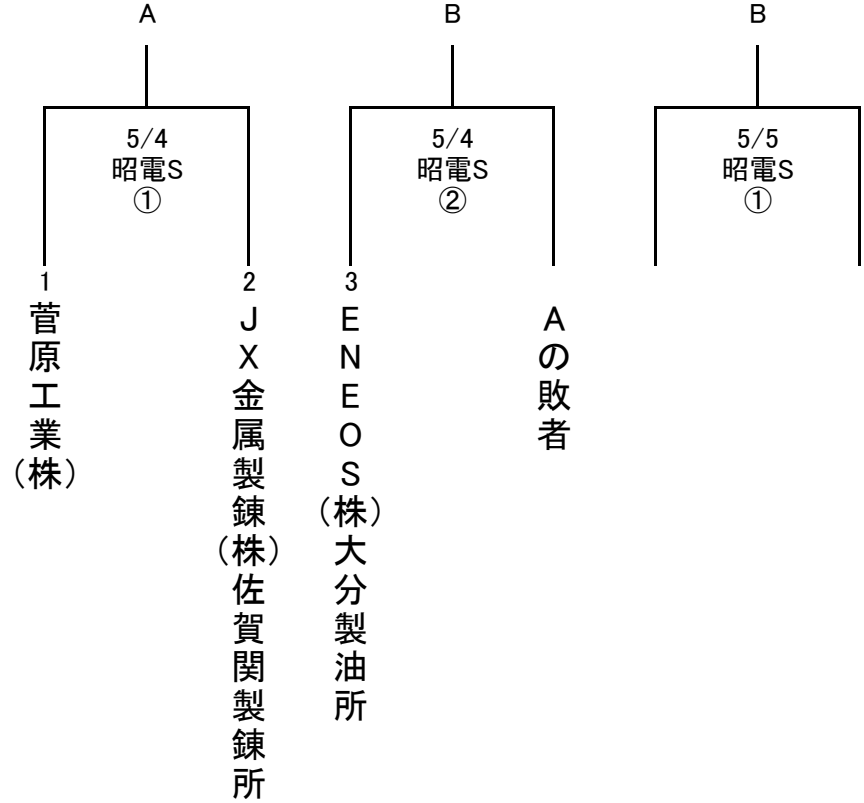 A
B
B
5/4
昭電S
①
5/4
昭電S
②
5/5
昭電S
①
1
菅原工業(株)
2
JX金属製錬(株)佐賀関製錬所
3
ENEOS(株)大分製油所
Aの敗者